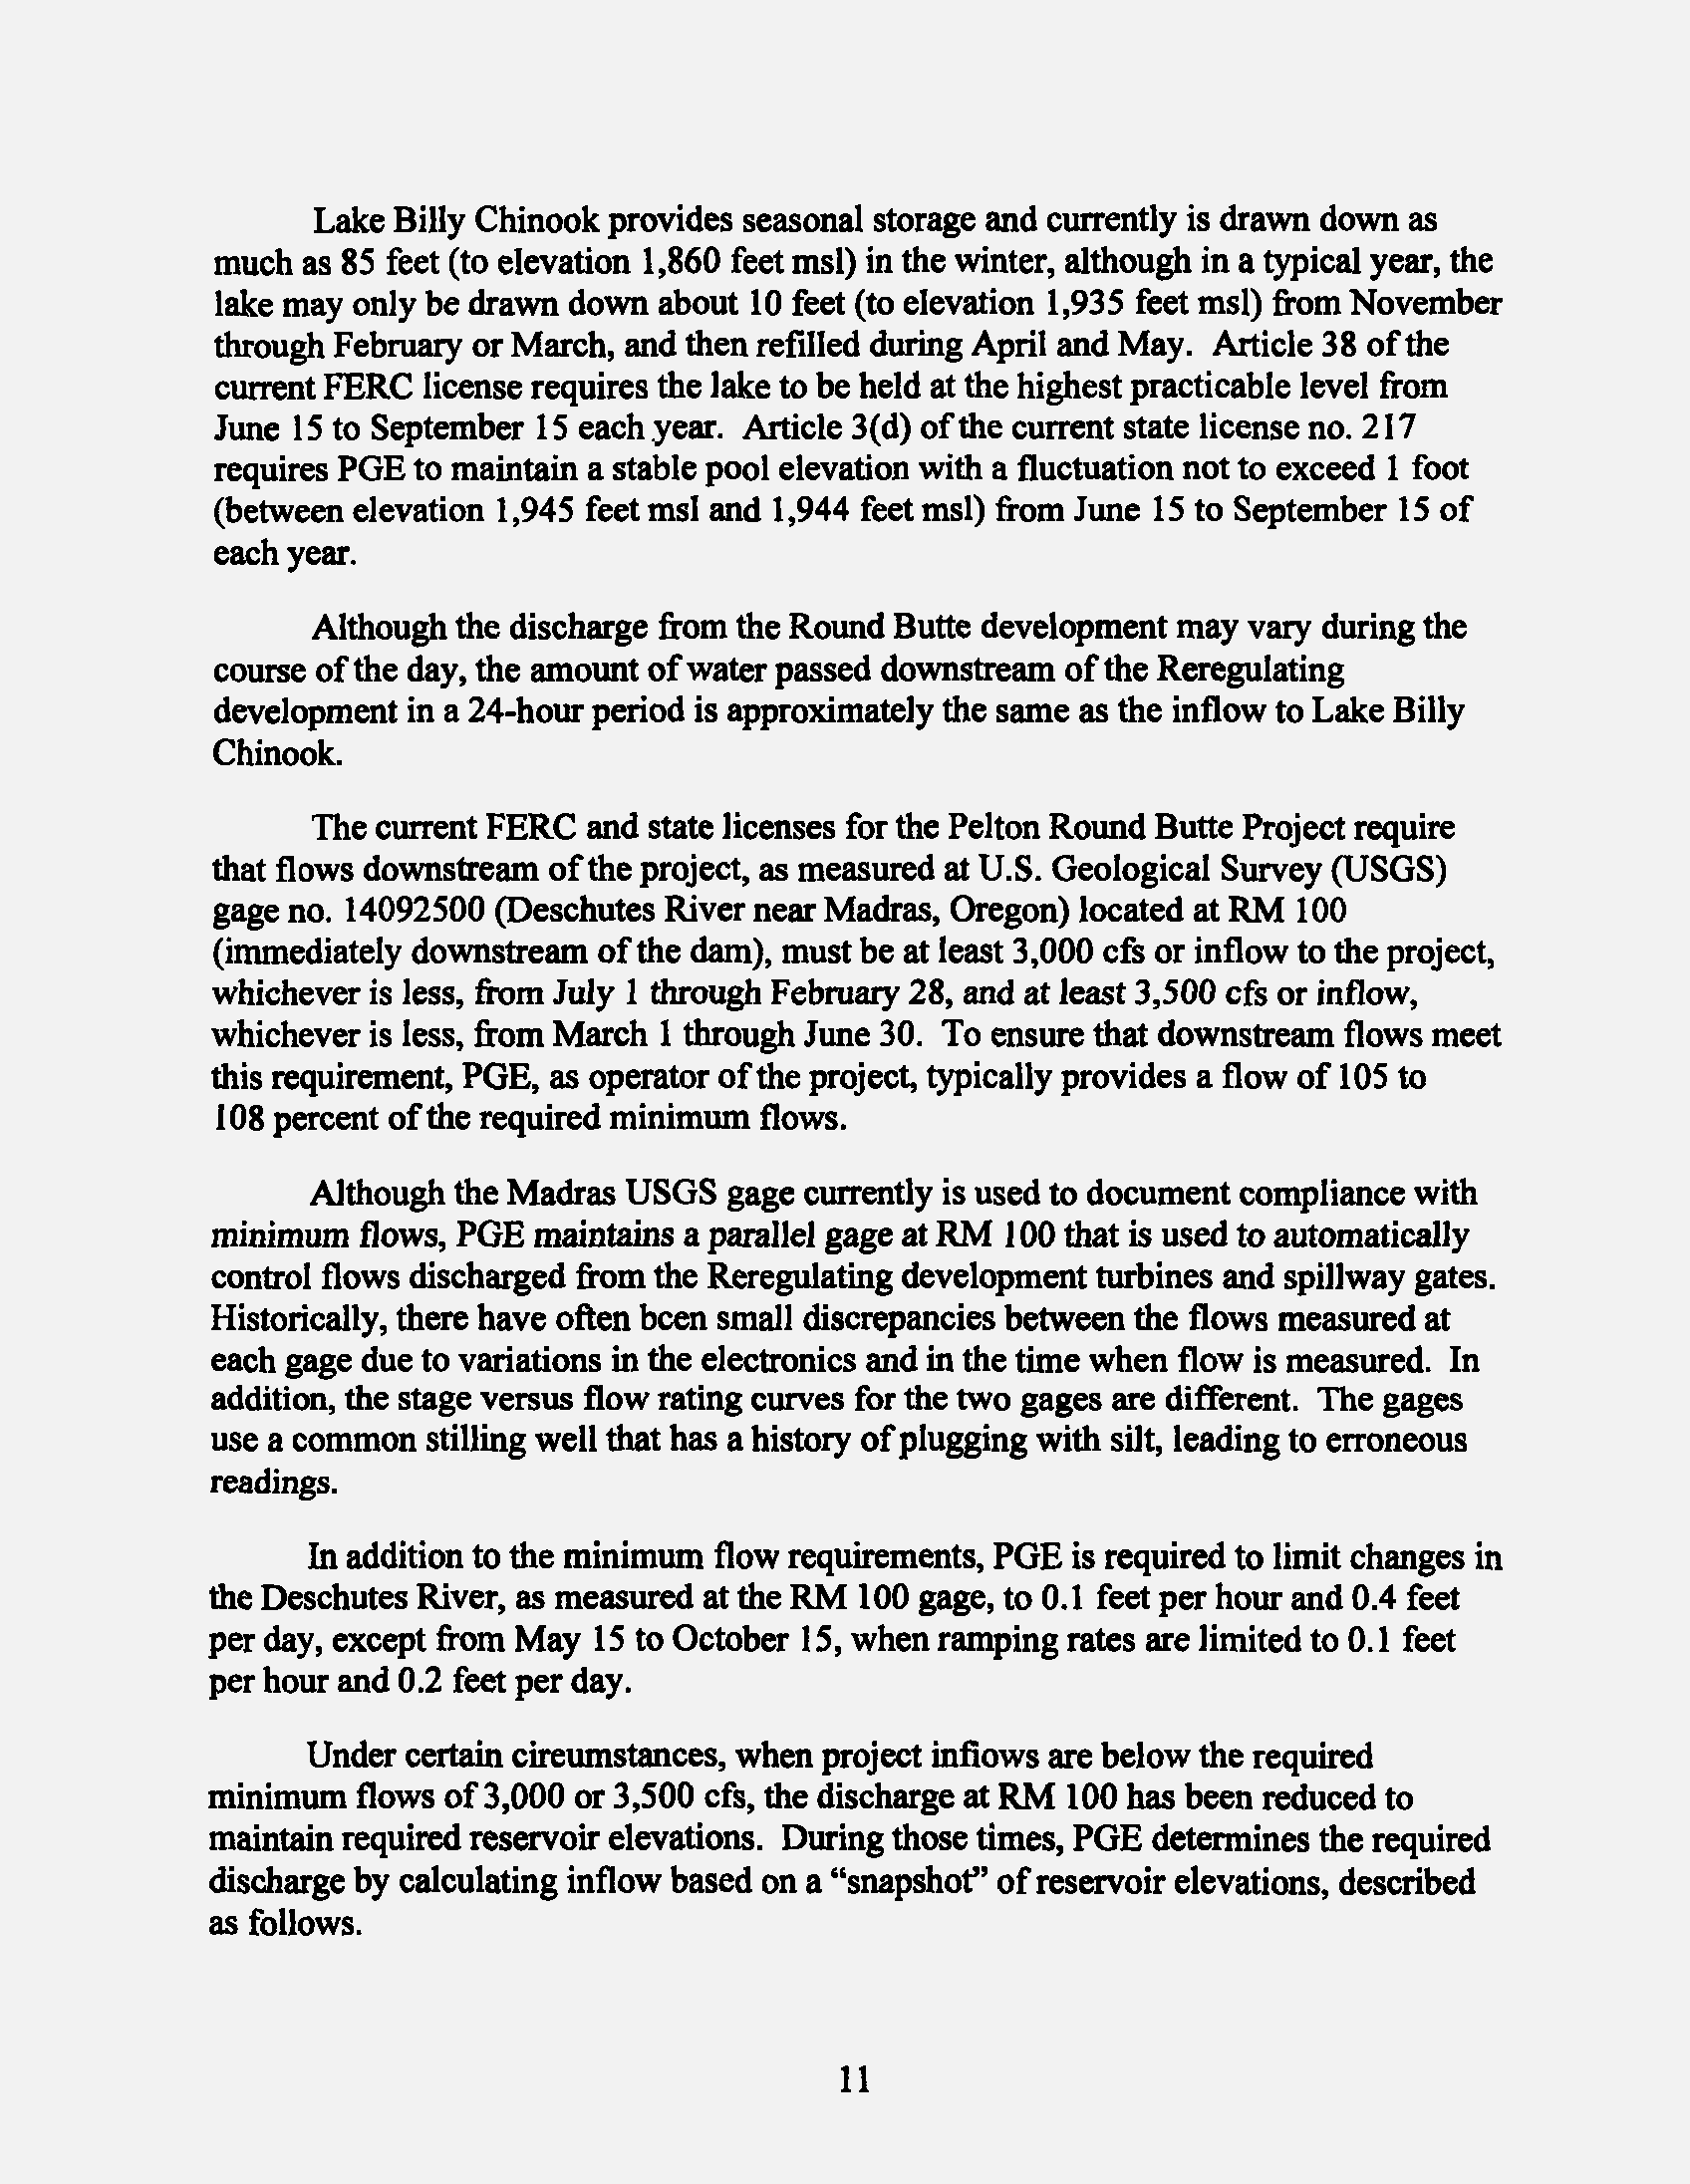 Lake Billy Chinook provides seasonal storage and currently is drawn down as
much as 85 feet (to elevation 1,860 feet msl) in the winter, although in a typical year, the
lake may only be drawn down about 10 feet (to elevation 1,935 feet msl) from November
through February or March, and then refilled during April and May. Article 38 of the
current FERC license requires the lake to be held at the highest practicable level from
June 15 to September 15 each year. Article 3(d) of the current state license no. 217
requires PGE to maintain a stable pool elevation with a fluctuation not to exceed 1 foot
(between elevation 1,945 feet msl and 1,944 feet msl) from June 15 to September 15 of
each year.
Although the discharge from the Round Butte development may vary during the
course of the day, the amount of water passed downstream of the Reregulating
development in a 24-hour period is approximately the same as the inflow to Lake Billy
Chinook.
The current FERC and state licenses for the Pelton Round Butte Project require
that flows downstream of the project, as measured at U.S. Geological Survey (USGS)
gage no. 14092500 (Deschutes River near Madras, Oregon) located at RM 100
(immediately downstream of the dam), must be at least 3,000 cfs or inflow to the project,
whichever is less, from July 1 through February 28, and at least 3,500 cfs or inflow,
whichever is less, from March 1 through June 30. To ensure that downstream flows meet
this requirement, PGE, as operator of the project, typically provides a flow of 105 to
108 percent of the required minimum flows.
Although the Madras USGS gage currently is used to document compliance with
minimum flows, PGE maintains a parallel gage at RM 100 that is used to automatically
control flows discharged from the Reregulating development turbines and spillway gates.
Historically, there have often been small discrepancies between the flows measured at
each gage due to variations in the electronics and in the time when flow is measured. In
addition, the stage versus flow rating curves for the two gages are different. The gages
use a common stilling well that has a history of plugging with silt, leading to erroneous
readings.
In addition to the minimum flow requirements, PGE is required to limit changes in
the Deschutes River, as measured at the RM 100 gage, to 0.1 feet per hour and 0.4 feet
per day, except from May 15 to October 15, when ramping rates are limited to 0.1 feet
per hour and 0.2 feet per day.
Under certain cireumstances, when project infiows are below the required
minimum flows of 3,000 or 3,500 cfs, the discharge at RM 100 has been reduced to
maintain required reservoir elevations. During those times, PGE determines the required
discharge by calculating inflow based on a “snapshot” of reservoir elevations, described
as follows.
11